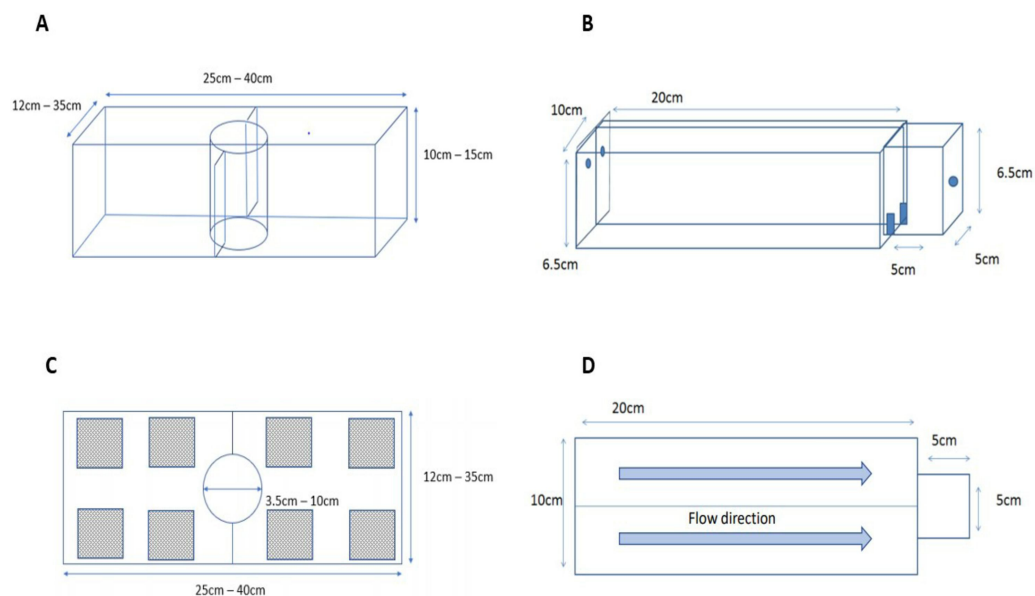 A
25cm – 40cm
12cm – 35cm
10cm – 15cm
B
20cm
10cm
6.5cm
6.5cm
5cm
5cm
C
12cm – 35cm
3.5cm – 10cm
25cm – 40cm
D
20cm
5cm
10cm
5cm
Flow direction